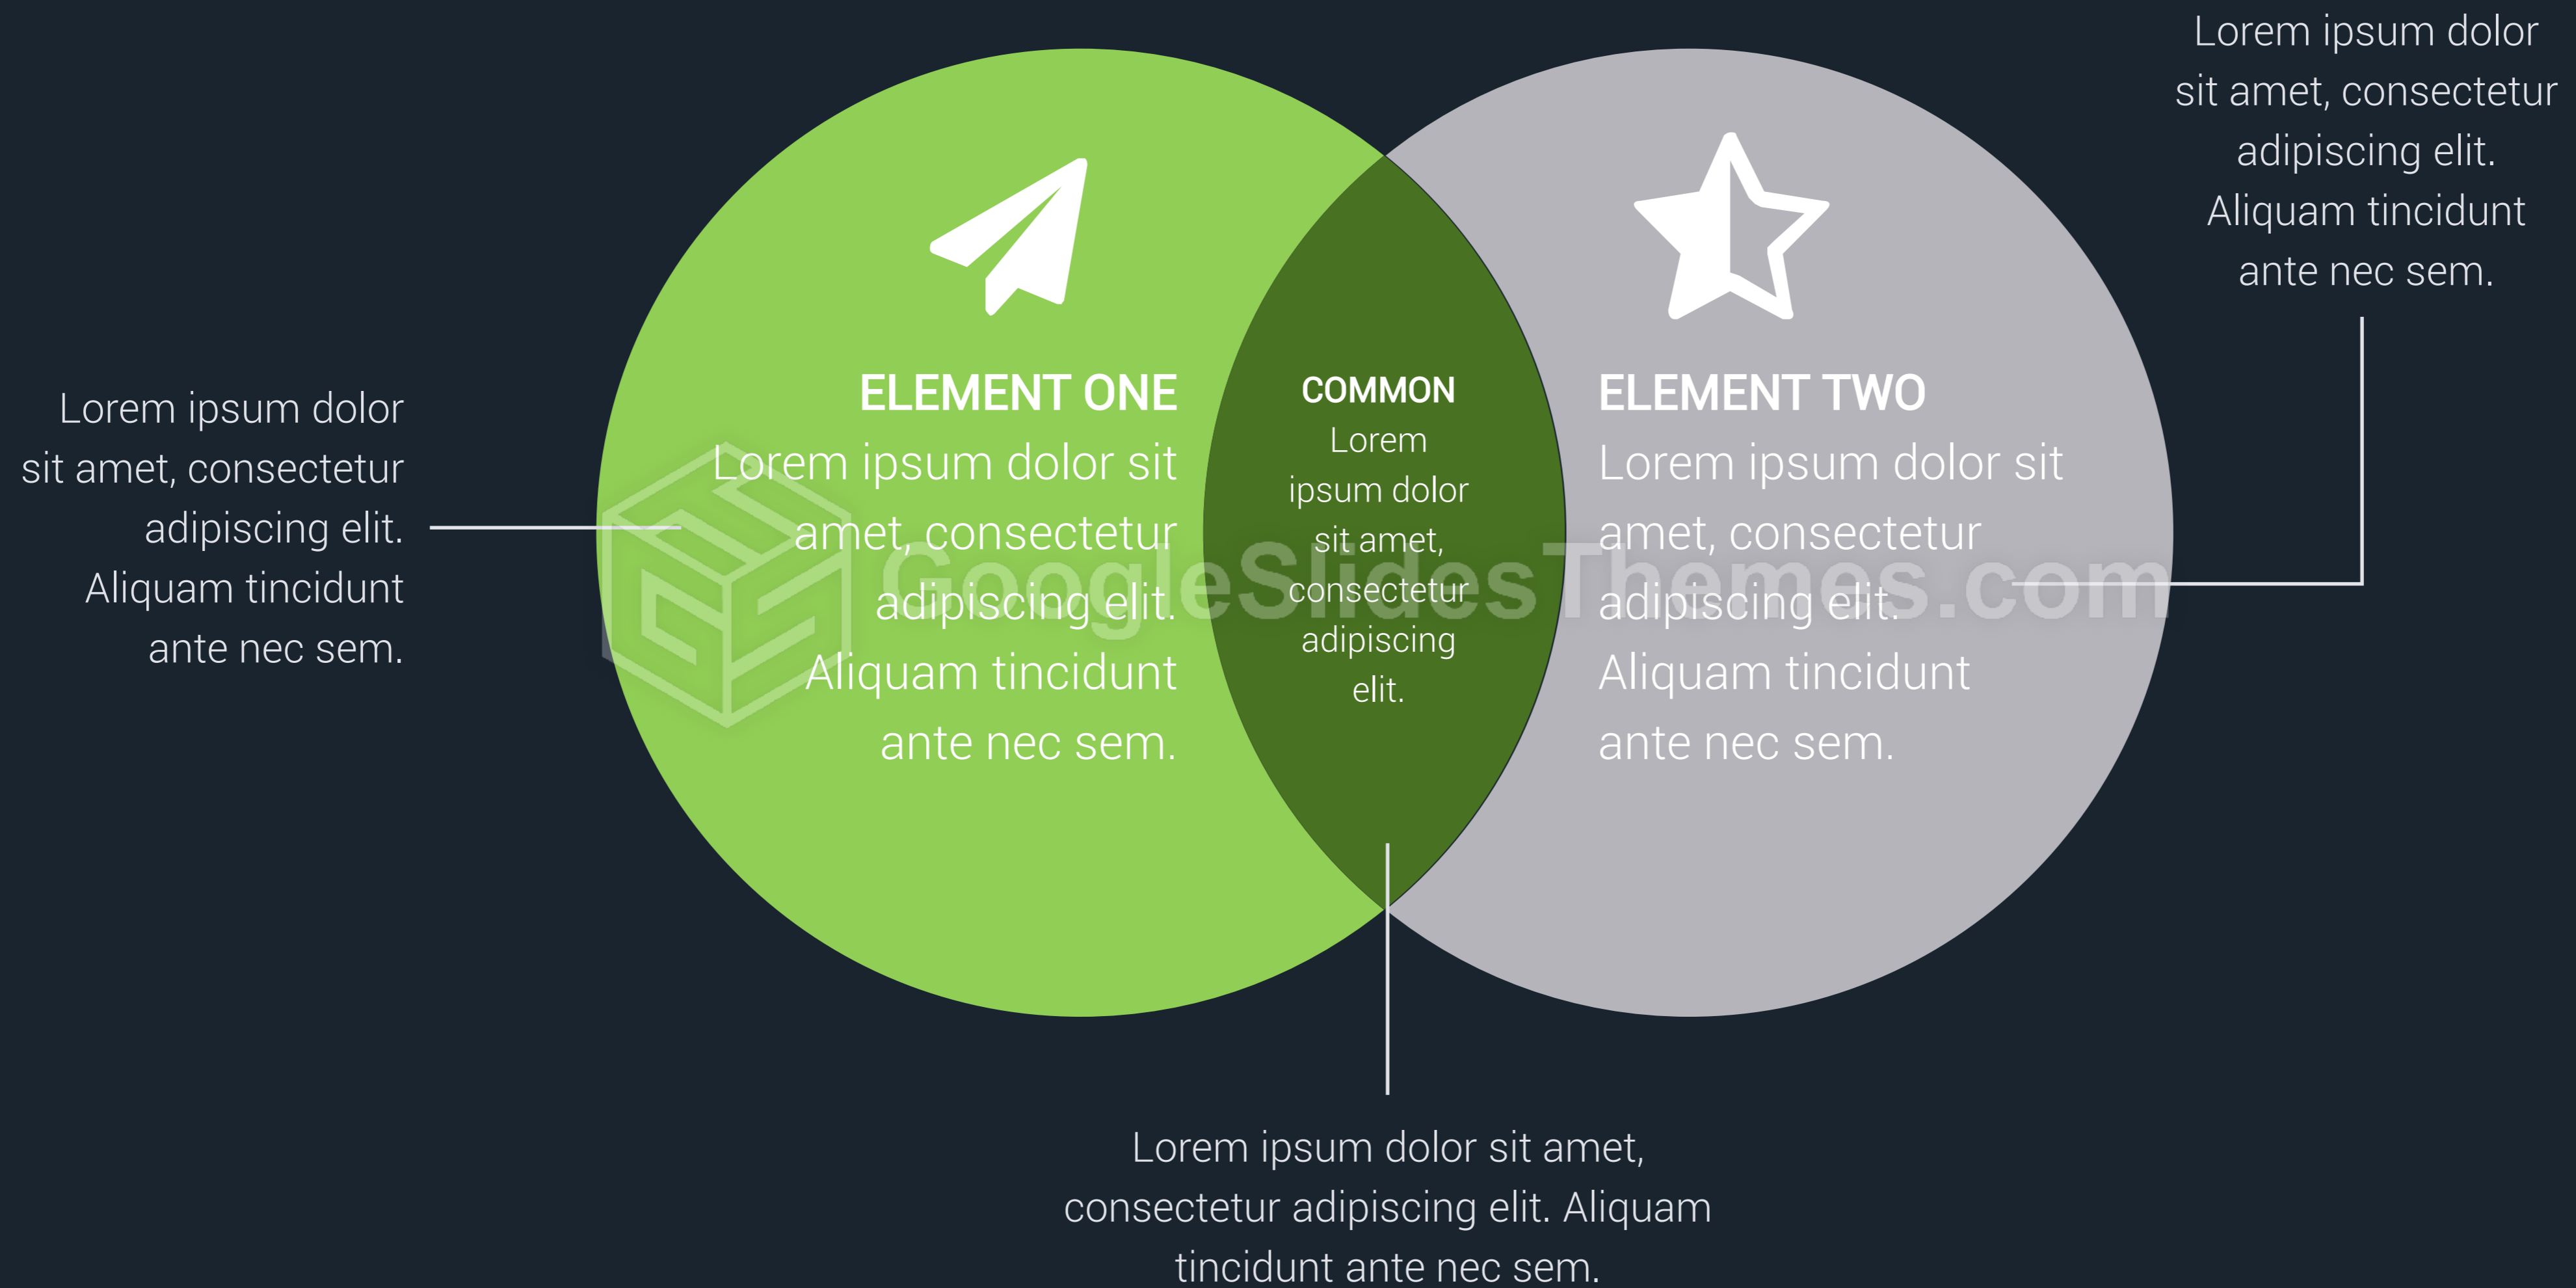 Lorem ipsum dolor
sit amet, consectetur
adipiscing elit.
Aliquam tincidunt
ante nec sem.
ELEMENT ONE
Lorem ipsum dolor sit
amet, consectetur
adipiscing elit.
Aliquam tincidunt
ante nec sem.
COMMON
Lorem
ipsum dolor
sit amet,
consectetur
adipiscing
elit.
ELEMENT TWO
Lorem ipsum dolor sit
amet, consectetur
adipiscing elit.
Aliquam tincidunt
ante nec sem.
Lorem ipsum dolor
sit amet, consectetur
adipiscing elit.
Aliquam tincidunt
ante nec sem.
GoogleSlidesThemes.com
Lorem ipsum dolor sit amet,
consectetur adipiscing elit. Aliquam
tincidunt ante nec sem.